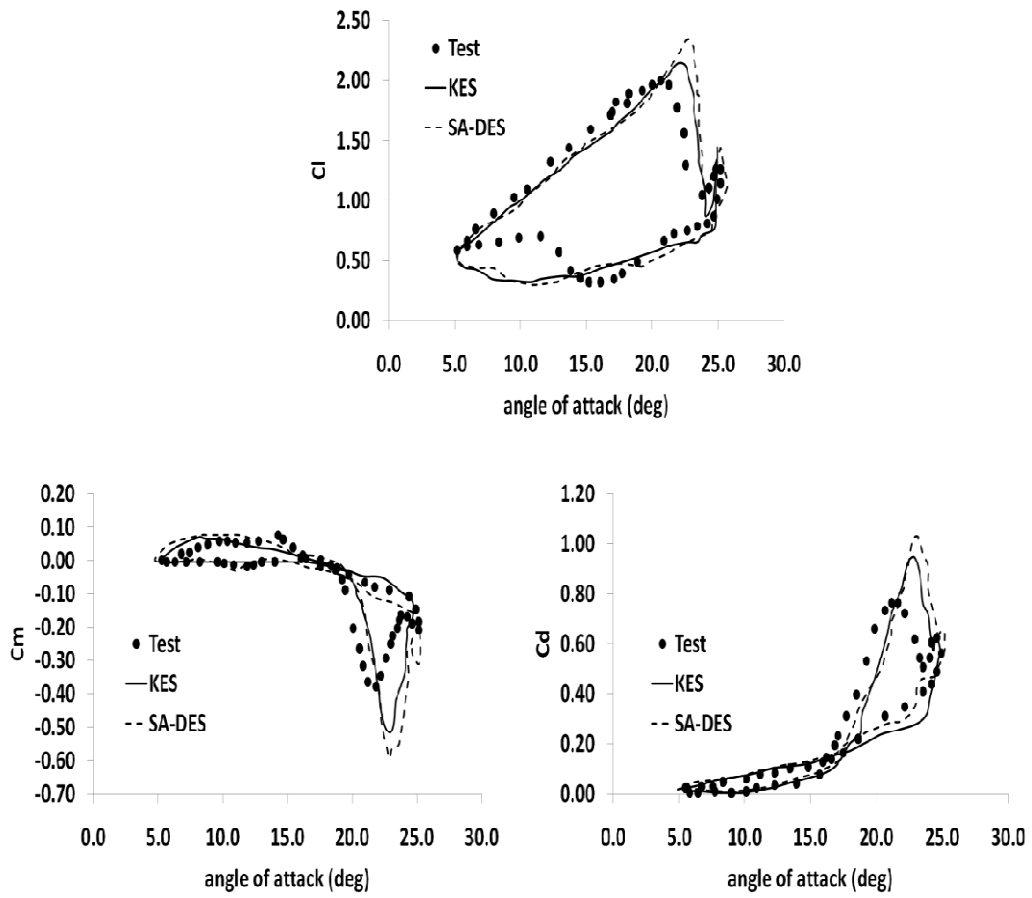 2.50
2.00
1.50
1.00
0.50
0.00
Cl
Test
KES
SA-DES
0.0 5.0 10.0 15.0 20.0 25.0 30.0
angle of attack (deg)
0.20
0.10
0.00
-0.10
-0.20
-0.30
-0.40
-0.50
-0.60
-0.70
Cm
Test
KES
SA-DES
0.0 5.0 10.0 15.0 20.0 25.0 30.0
angle of attack (deg)
1.20
1.00
0.80
0.60
0.40
0.20
0.00
Cd
Test
KES
SA-DES
0.0 5.0 10.0 15.0 20.0 25.0 30.0
angle of attack (deg)